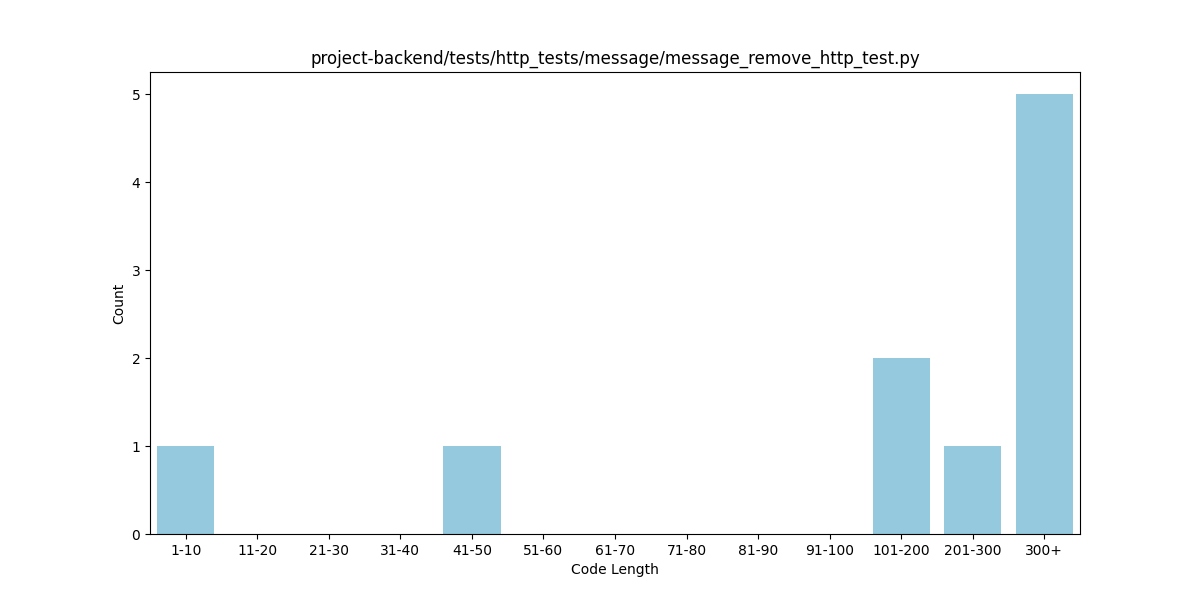 project-backend/tests/http_tests/message/message_remove_http_test.py
5
4
3
2
1
0
Count
1-10 11-20 21-30 31-40 41-50 51-60 61-70 71-80 81-90 91-100 101-200 201-300 300+
Code Length